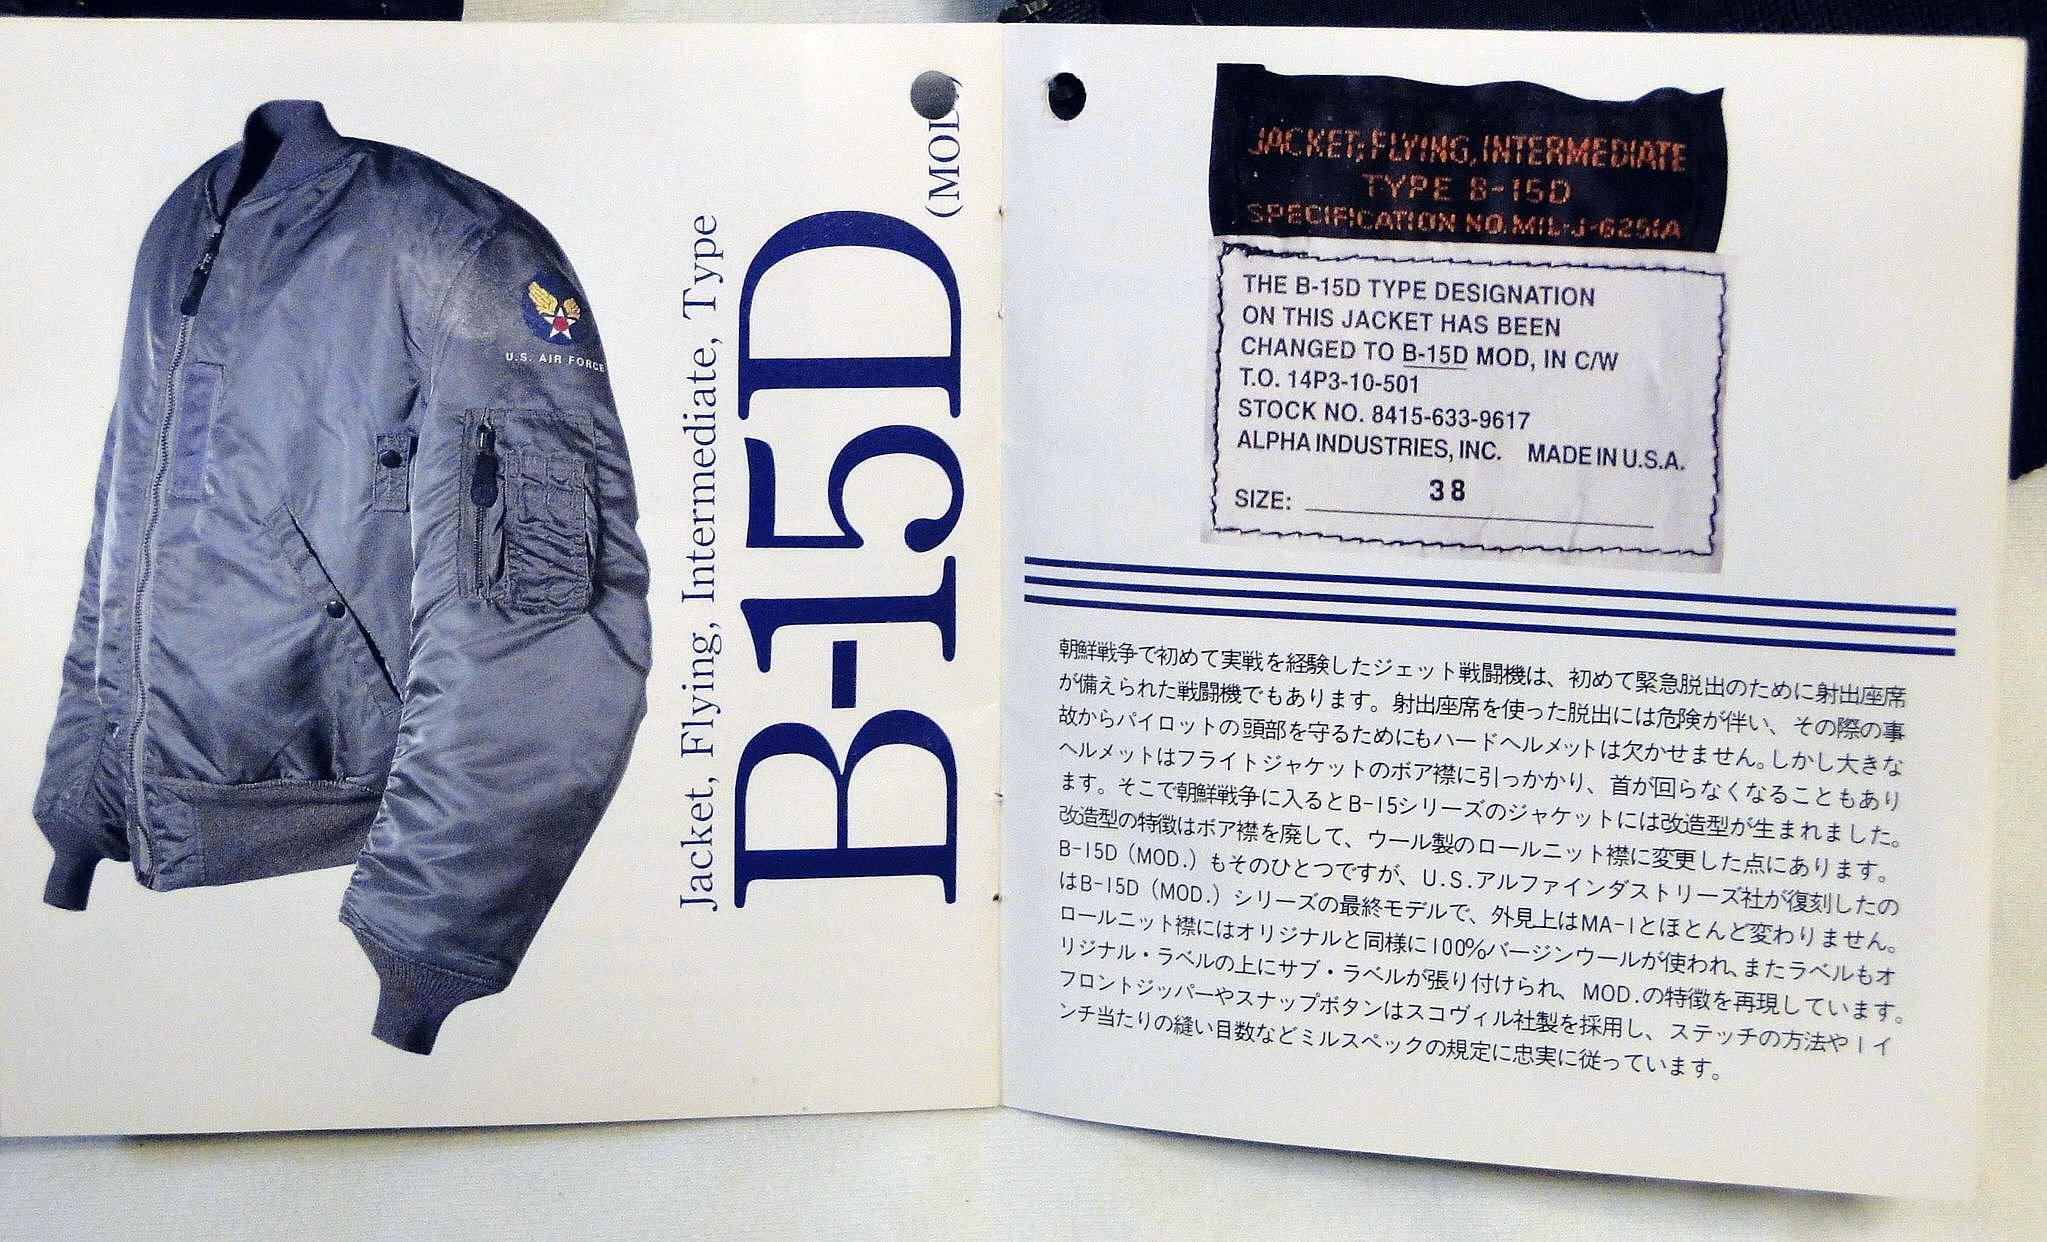 U.S. AIR FORCE
Jacket, Flying, Intermediate, Type
B-15D
(MOD.)
JACKET, FLYING, INTERMEDIATE
TYPE B-15D
SPECIFICATION NO. MIL-J-6251A
THE B-15D TYPE DESIGNATION
ON THIS JACKET HAS BEEN
CHANGED TO B-15D MOD, IN C/W
T.O. 14P3-10-501
STOCK NO. 8415-633-9617
ALPHA INDUSTRIES, INC. MADE IN U.S.A.
SIZE: 38
朝鮮戦争で初めて実戦を経験したジェット戦闘機は、初めて緊急脱出のために射出座席
が備えられた戦闘機でもあります。射出座席を使った脱出には危険が伴い、その際の事
故からパイロットの頭部を守るためにもハードヘルメットは欠かせません。しかし大きな
ヘルメットはフライトジャケットのボア襟に引っかかり、首が回らなくなることもあり
ます。そこで朝鮮戦争に入るとB-15シリーズのジャケットには改造型が生まれました。
改造型の特徴はボア襟を廃して、ウール製のロールニット襟に変更した点にあります。
B-15D（MOD.）もそのひとつですが、U.S.アルファインダストリーズ社が復刻したの
はB-15D（MOD.）シリーズの最終モデルで、外見上はMA-1とほとんど変わりません。
ロールニット襟にはオリジナルと同様に100%バージンウールが使われ、またラベルもオ
リジナル・ラベルの上にサブ・ラベルが張り付けられ、MOD.の特徴を再現しています。
フロントジッパーやスナップボタンはスコヴィル社製を採用し、ステッチの方法や1イ
ンチ当たりの縫い目数などミルスペックの規定に忠実に従っています。